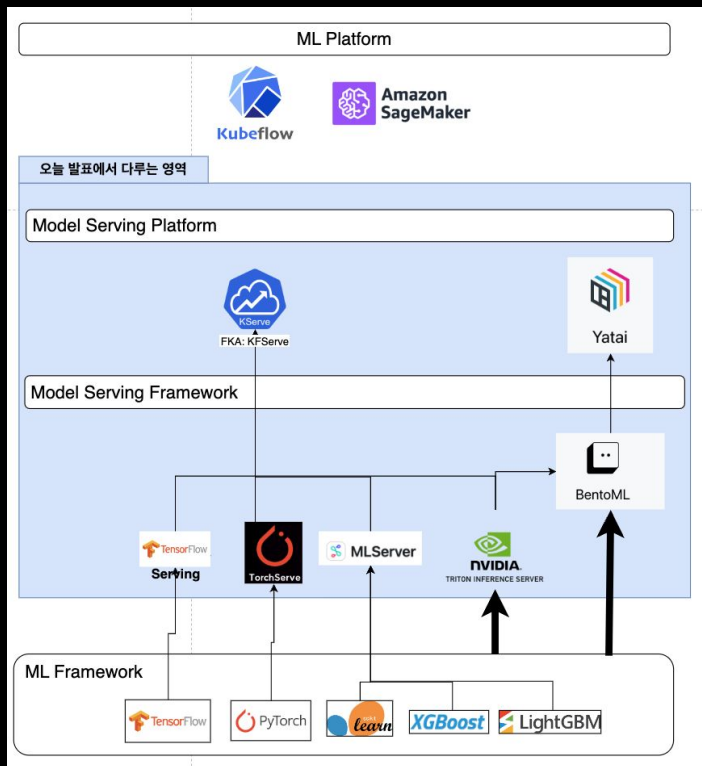 ML Platform
Kubeflow
Amazon
SageMaker
오늘 발표에서 다루는 영역
Model Serving Platform
KServe
FKA: KFServe
Yatai
Model Serving Framework
BentoML
TensorFlow
Serving
TorchServe
MLServer
NVIDIA.
TRITON INFERENCE SERVER
ML Framework
TensorFlow
PyTorch
learn
XGBoost
LightGBM